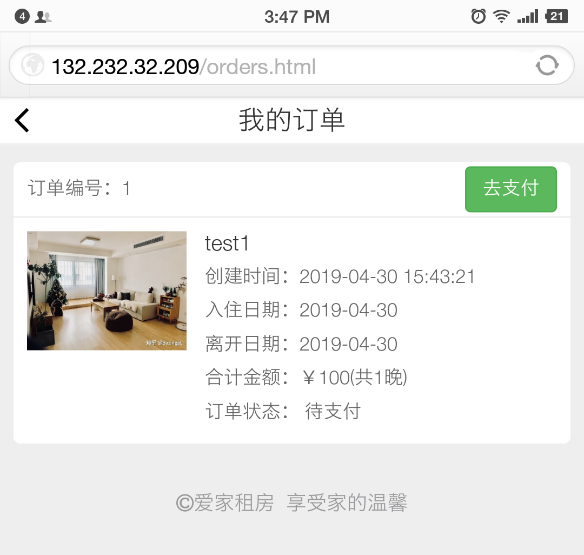 4
3:47 PM
21
132.232.32.209/orders.html
我的订单
订单编号：1
去支付
test1
创建时间：2019-04-30 15:43:21
入住日期：2019-04-30
离开日期：2019-04-30
合计金额：￥100(共1晚)
订单状态： 待支付
©爱家租房 享受家的温馨